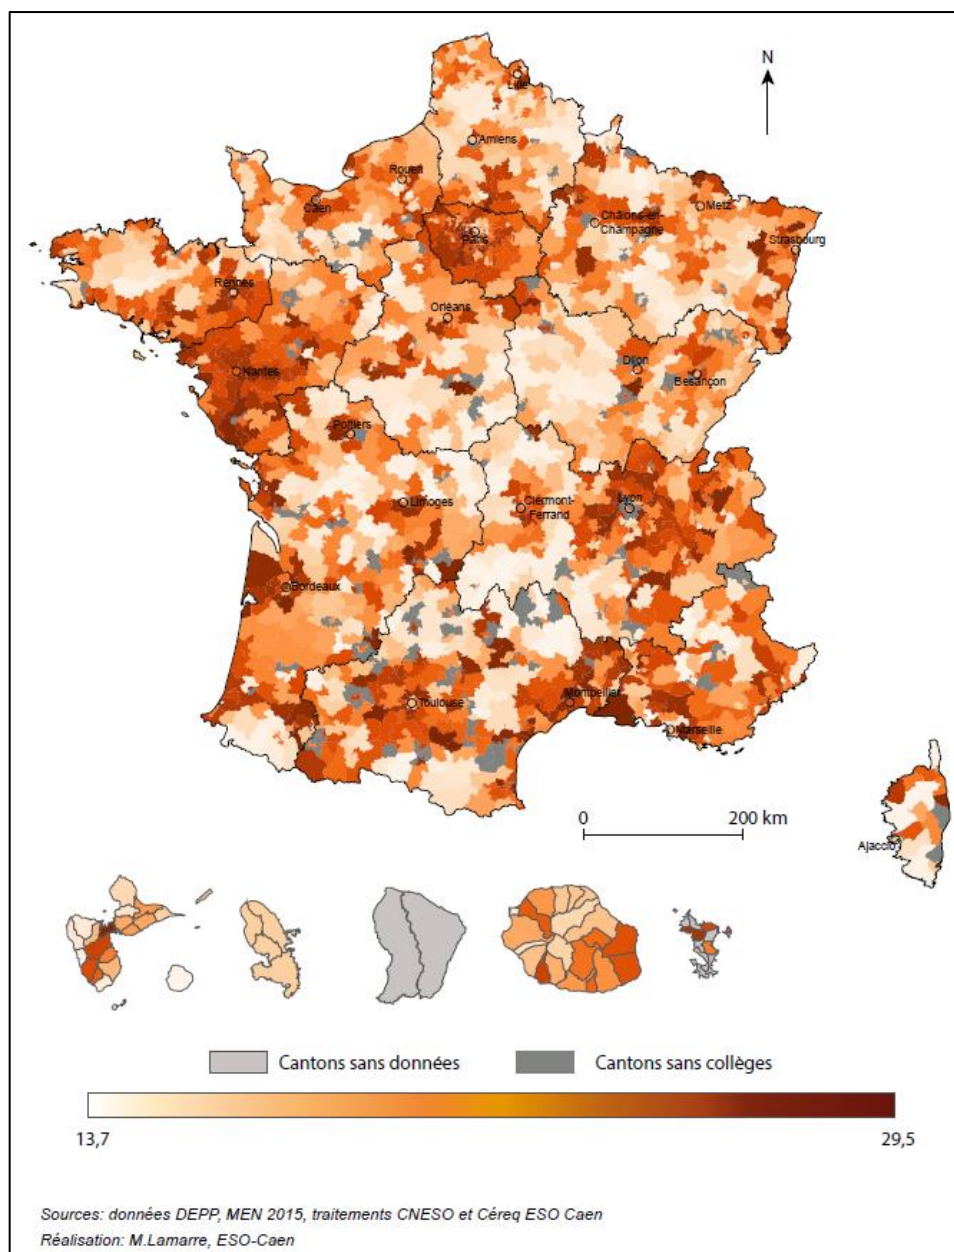 N
Lille
Amiens
Rouen
Caen
Metz
Châlons-en-
Champagne
Paris
Strasbourg
Rennes
Orléans
Nantes
Dijon
Besançon
Poitiers
Limoges
Clermont-
Ferrand
Lyon
Bordeaux
Toulouse
Montpellier
Marseille
0 200 km
Ajaccio
Cantons sans données Cantons sans collèges
13,7 29,5
Sources: données DEPP, MEN 2015, traitements CNESO et Céreq ESO Caen
Réalisation: M.Lamarre, ESO-Caen